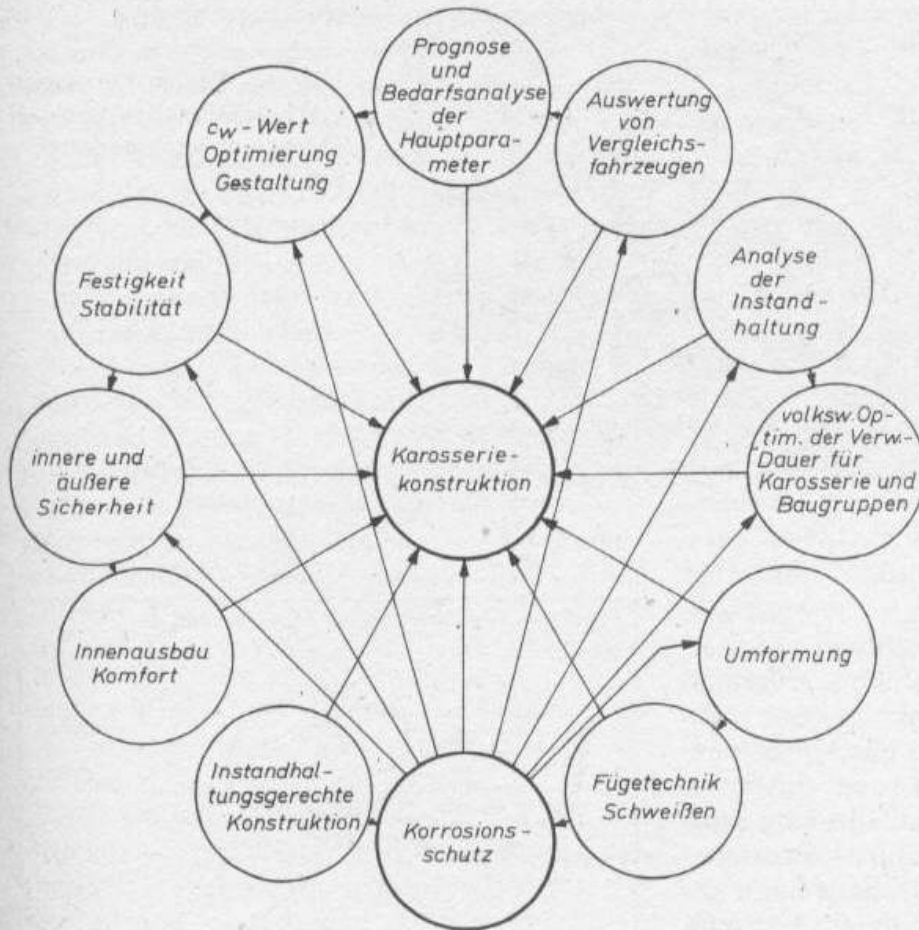 Prognose
und
Bedarfsanalyse
der
Hauptpara-
meter
Auswertung
von
Vergleichs-
fahrzeugen
Analyse
der
Instand-
haltung
volksw. Op-
tim. der Verw.-
Dauer für
Karosserie und
Baugruppen
Umformung
Fügetechnik
Schweißen
Korrosions-
schutz
Instandhal-
tungsgerechte
Konstruktion
Innenausbau
Komfort
innere und
äußere
Sicherheit
Festigkeit
Stabilität
cw-Wert
Optimierung
Gestaltung
Karosserie-
konstruktion